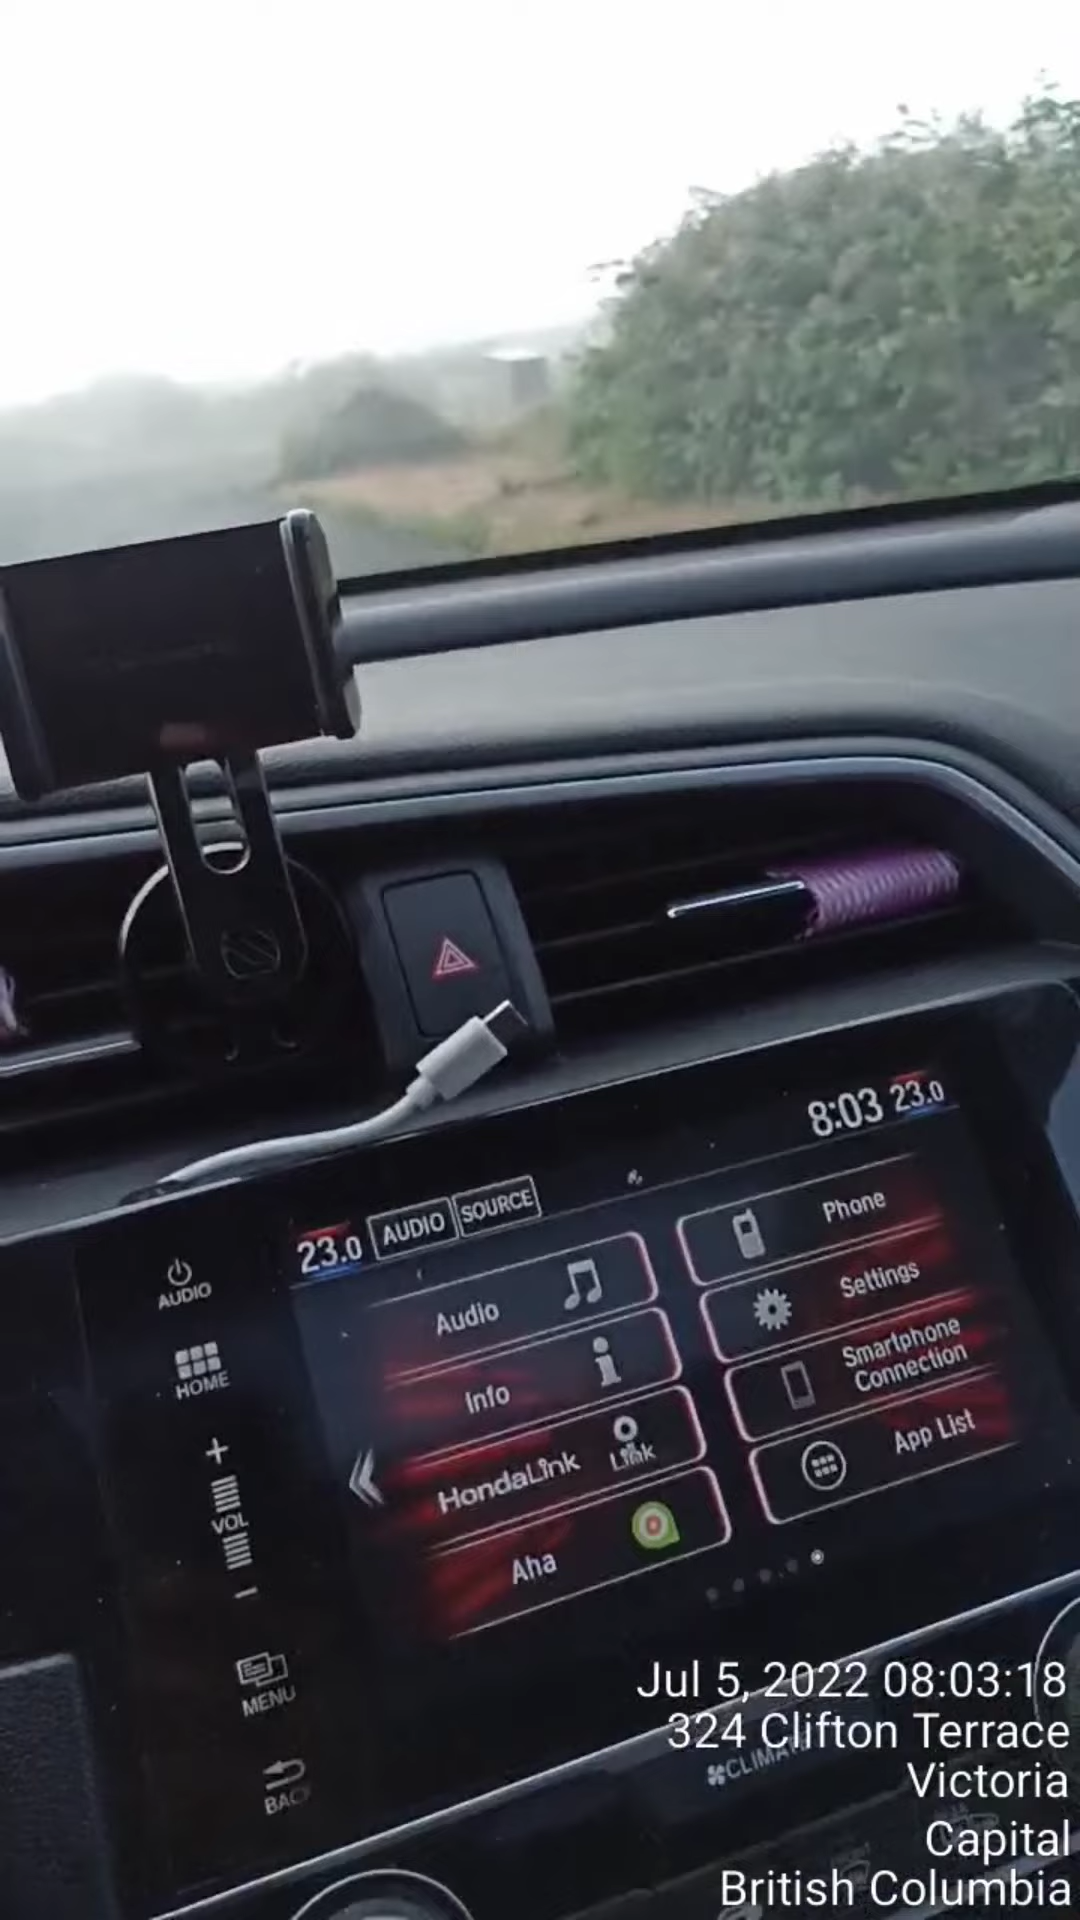 8:03 23.0
23.0 AUDIO SOURCE
AUDIO
HOME
+
VOL
-
MENU
BACK
Audio
Info
HondaLink
Link
Aha
Phone
Settings
Smartphone
Connection
App List
CLIMATE
Jul 5, 2022 08:03:18
324 Clifton Terrace
Victoria
Capital
British Columbia